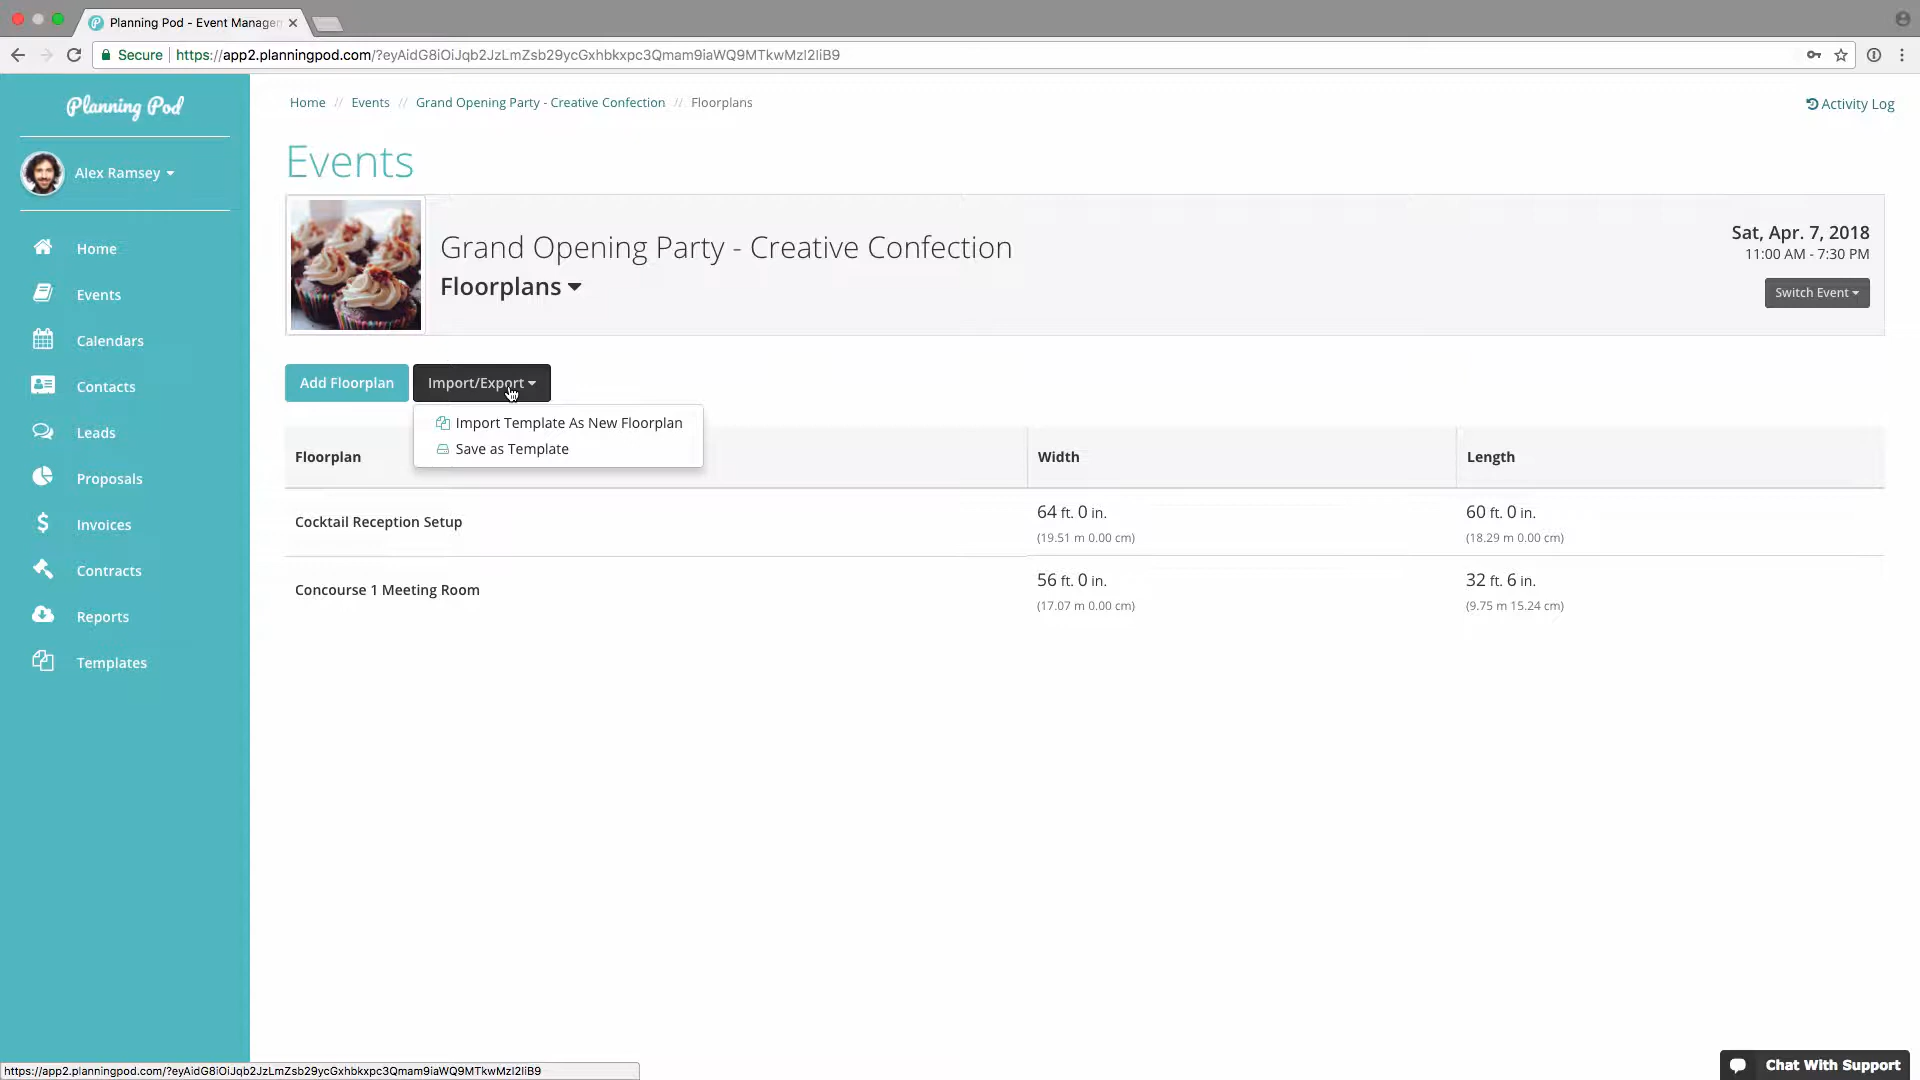 Planning Pod - Event Manager
Secure
https://app2.planningpod.com/?eyAidG8iOiJqb2JzLmZsb29ycGxhbkxpc3Qmam9iaWQ9MTkwMzI2IiB9
Planning Pod
Alex Ramsey
Home
Events
Calendars
Contacts
Leads
Proposals
Invoices
Contracts
Reports
Templates
Home // Events // Grand Opening Party - Creative Confection // Floorplans
Activity Log
Events
Grand Opening Party - Creative Confection
Floorplans
Sat, Apr. 7, 2018
11:00 AM - 7:30 PM
Switch Event
Add Floorplan
Import/Export
Import Template As New Floorplan
Save as Template
Floorplan Width Length
Cocktail Reception Setup
64 ft. 0 in.
(19.51 m 0.00 cm)
60 ft. 0 in.
(18.29 m 0.00 cm)
Concourse 1 Meeting Room
56 ft. 0 in.
(17.07 m 0.00 cm)
32 ft. 6 in.
(9.75 m 15.24 cm)
https://app2.planningpod.com/?eyAidG8iOiJqb2JzLmZsb29ycGxhbkxpc3Qmam9iaWQ9MTkwMzI2IiB9
Chat With Support